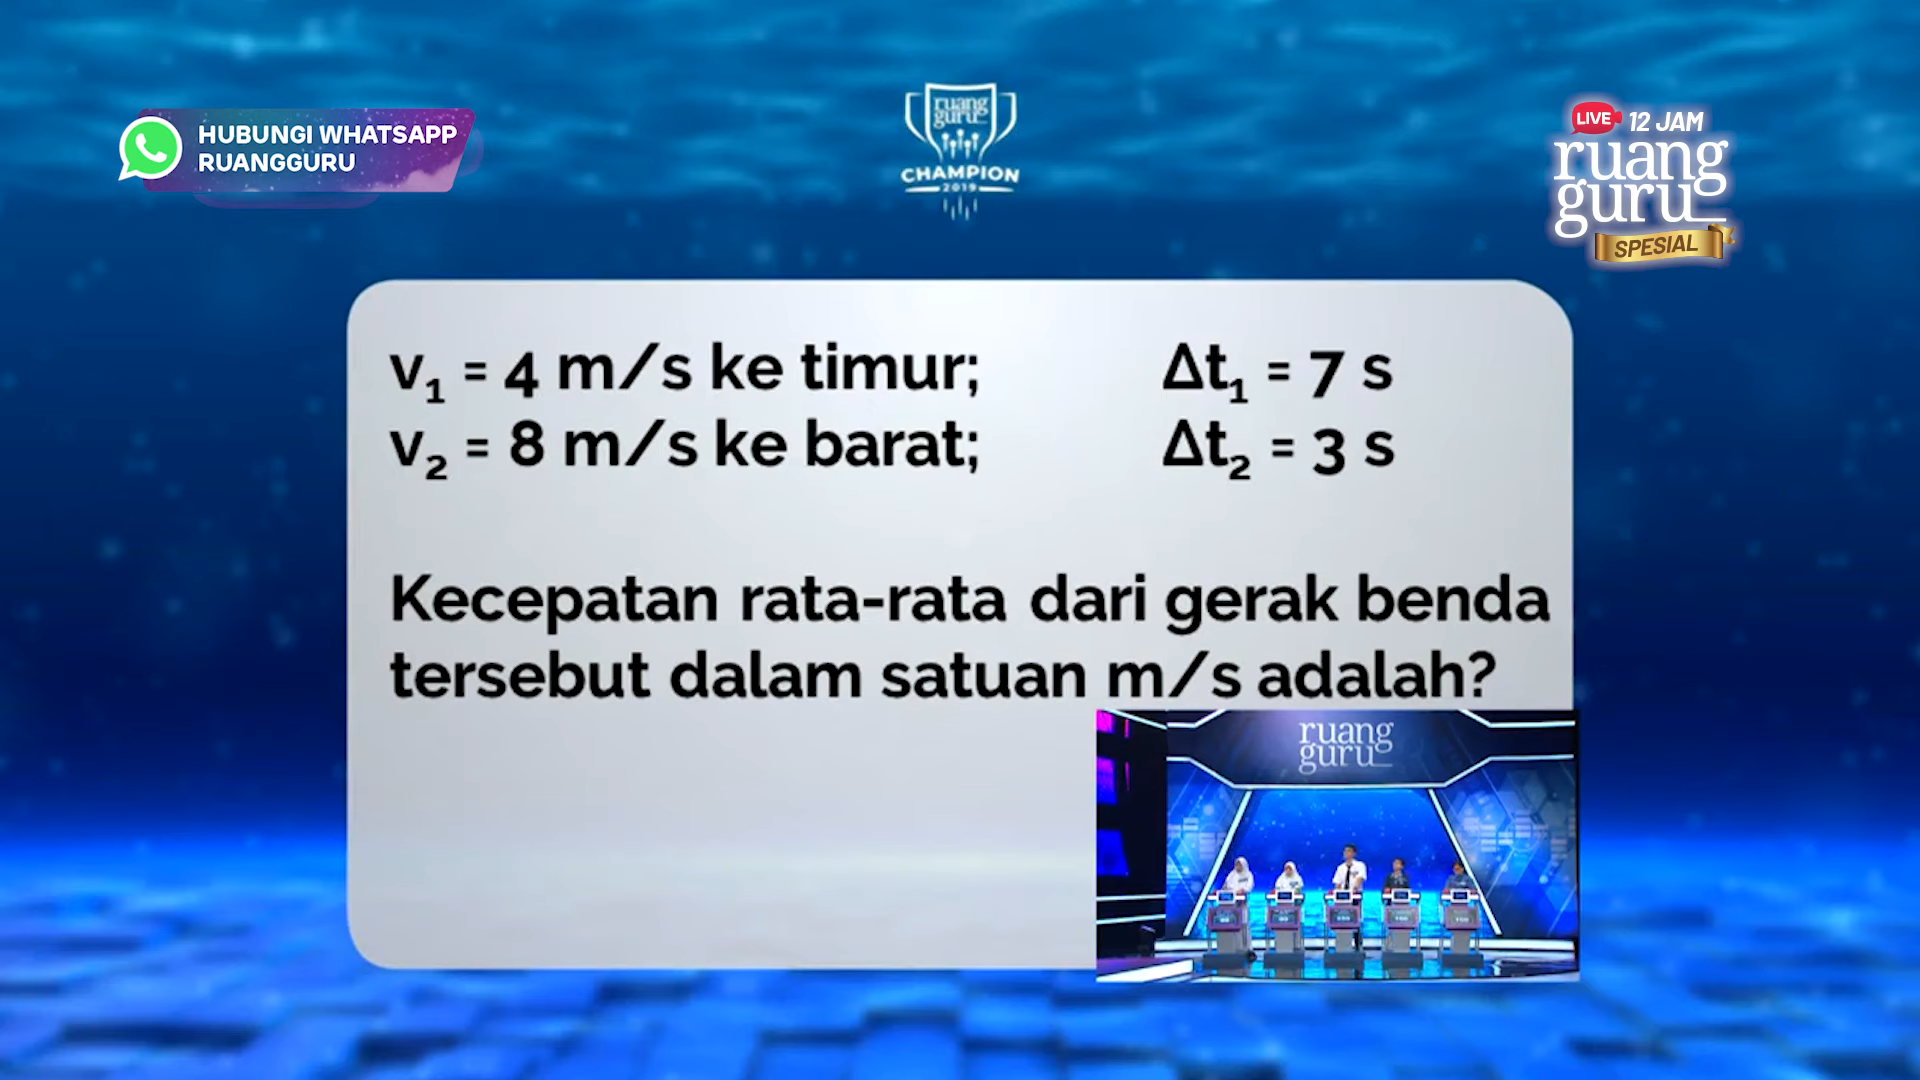 HUBUNGI WHATSAPP
RUANGGURU
ruang
guru
CHAMPION
2019
LIVE 12 JAM
ruang
guru
SPESIAL
v₁ = 4 m/s ke timur; Δt₁ = 7 s
v₂ = 8 m/s ke barat; Δt₂ = 3 s
Kecepatan rata-rata dari gerak benda
tersebut dalam satuan m/s adalah?
ruang
guru